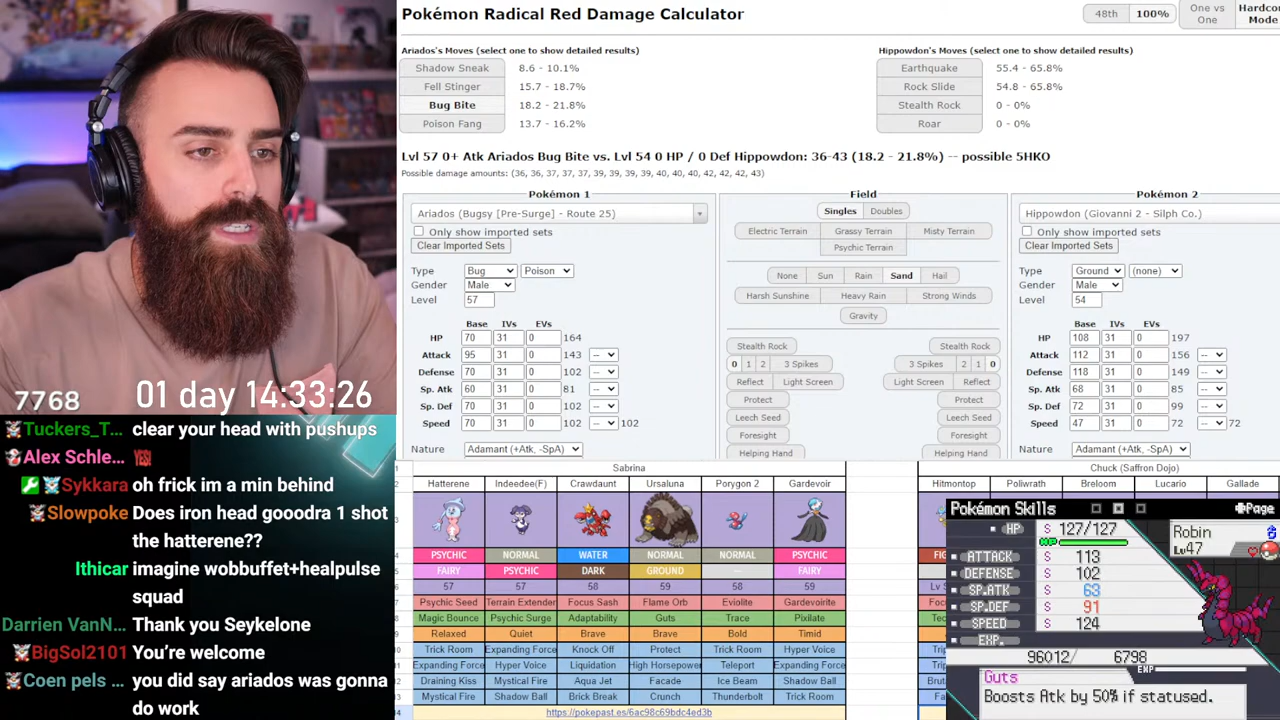 Pokémon Radical Red Damage Calculator
48th 100% One vs One Hardcore Mode
Ariados's Moves (select one to show detailed results)
Shadow Sneak 8.6 - 10.1%
Fell Stinger 15.7 - 18.7%
Bug Bite 18.2 - 21.8%
Poison Fang 13.7 - 16.2%
Hippowdon's Moves (select one to show detailed results)
Earthquake 55.4 - 65.8%
Rock Slide 54.8 - 65.8%
Stealth Rock 0 - 0%
Roar 0 - 0%
Lvl 57 0+ Atk Ariados Bug Bite vs. Lvl 54 0 HP / 0 Def Hippowdon: 36-43 (18.2 - 21.8%) -- possible 5HKO
Possible damage amounts: (36, 36, 37, 37, 37, 39, 39, 39, 39, 40, 40, 40, 42, 42, 42, 43)
Pokémon 1
Ariados (Bugsy [Pre-Surge] - Route 25)
Only show imported sets
Clear Imported Sets
Type Bug Poison
Gender Male
Level 57
Base IVs EVs
HP 70 31 0 164
Attack 95 31 0 143 --
Defense 70 31 0 102 --
Sp. Atk 60 31 0 81 --
Sp. Def 70 31 0 102 --
Speed 70 31 0 102 -- 102
Nature Adamant (+Atk, -SpA)
Field
Singles Doubles
Electric Terrain Grassy Terrain Misty Terrain
Psychic Terrain
None Sun Rain Sand Hail
Harsh Sunshine Heavy Rain Strong Winds
Gravity
Stealth Rock Stealth Rock
0 1 2 3 Spikes 3 Spikes 2 1 0
Reflect Light Screen Light Screen Reflect
Protect Protect
Leech Seed Leech Seed
Foresight Foresight
Helping Hand Helping Hand
Pokémon 2
Hippowdon (Giovanni 2 - Silph Co.)
Only show imported sets
Clear Imported Sets
Type Ground (none)
Gender Male
Level 54
Base IVs EVs
HP 108 31 0 197
Attack 112 31 0 156 --
Defense 118 31 0 149 --
Sp. Atk 68 31 0 85 --
Sp. Def 72 31 0 99 --
Speed 47 31 0 72 -- 72
Nature Adamant (+Atk, -SpA)
7768 01 day 14:33:26
Tuckers_T... clear your head with pushups
Alex Schle... YES!
Sykkara oh frick im a min behind
Slowpoke Does iron head gooodra 1 shot
the hatterene??
Ithicar imagine wobbuffet+healpulse
squad
Darrien VanN... Thank you Seykelone
BigSol2101 You're welcome
Coen pels ... you did say ariados was gonna
do work
Sabrina
Hatterene Indeedee(F) Crawdaunt Ursaluna Porygon 2 Gardevoir
PSYCHIC NORMAL WATER NORMAL NORMAL PSYCHIC
FAIRY PSYCHIC DARK GROUND -- FAIRY
57 57 58 59 58 59
Psychic Seed Terrain Extender Focus Sash Flame Orb Eviolite Gardevoirite
Magic Bounce Psychic Surge Adaptability Guts Trace Pixilate
Relaxed Quiet Brave Brave Bold Timid
Trick Room Expanding Force Knock Off Protect Trick Room Hyper Voice
Expanding Force Hyper Voice Liquidation High Horsepower Teleport Expanding Force
Draining Kiss Mystical Fire Aqua Jet Facade Ice Beam Shadow Ball
Mystical Fire Shadow Ball Brick Break Crunch Thunderbolt Trick Room
https://pokepast.es/6ac98c69bdc4ed3b
Chuck (Saffron Dojo)
Hitmontop Poliwrath Breloom Lucario Gallade
Pokémon Skills Page
HP 127/127
HP
ATTACK
DEFENSE 102
SP.ATK
SP.DEF 91
SPEED 124
EXP. 96012/ 6798
EXP
Robin
Lv47
Guts